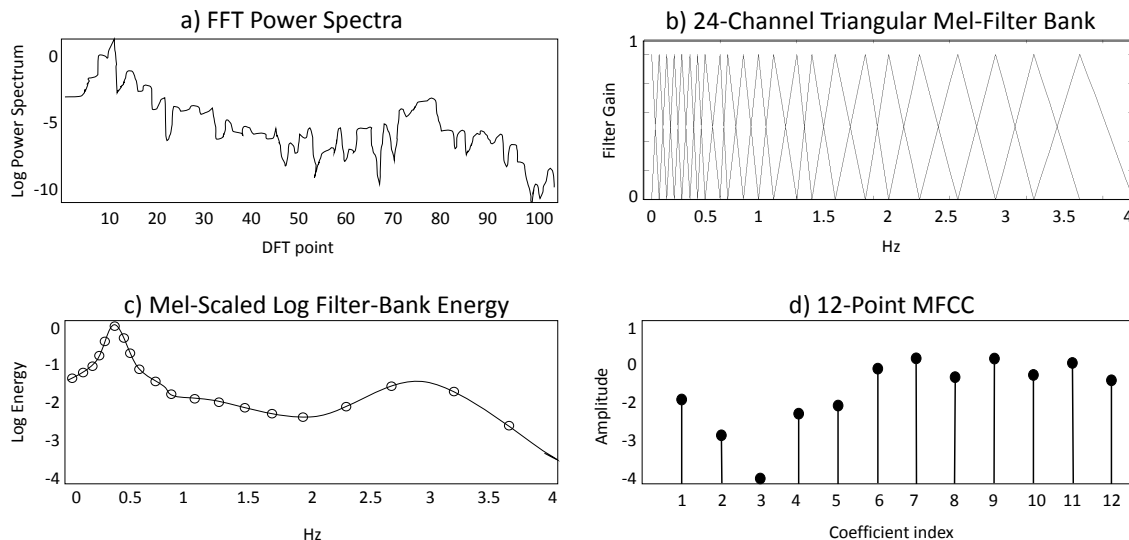 a) FFT Power Spectra
0
-5
-10
Log Power Spectrum
10 20 30 40 50 60 70 80 90 100
DFT point
b) 24-Channel Triangular Mel-Filter Bank
1
0
Filter Gain
0 0.5 1 1.5 2 2.5 3 3.5 4
Hz
c) Mel-Scaled Log Filter-Bank Energy
0
-1
-2
-3
-4
Log Energy
0 0.5 1 1.5 2 2.5 3 3.5 4
Hz
d) 12-Point MFCC
1
0
-2
-3
-4
Amplitude
1 2 3 4 5 6 7 8 9 10 11 12
Coefficient index